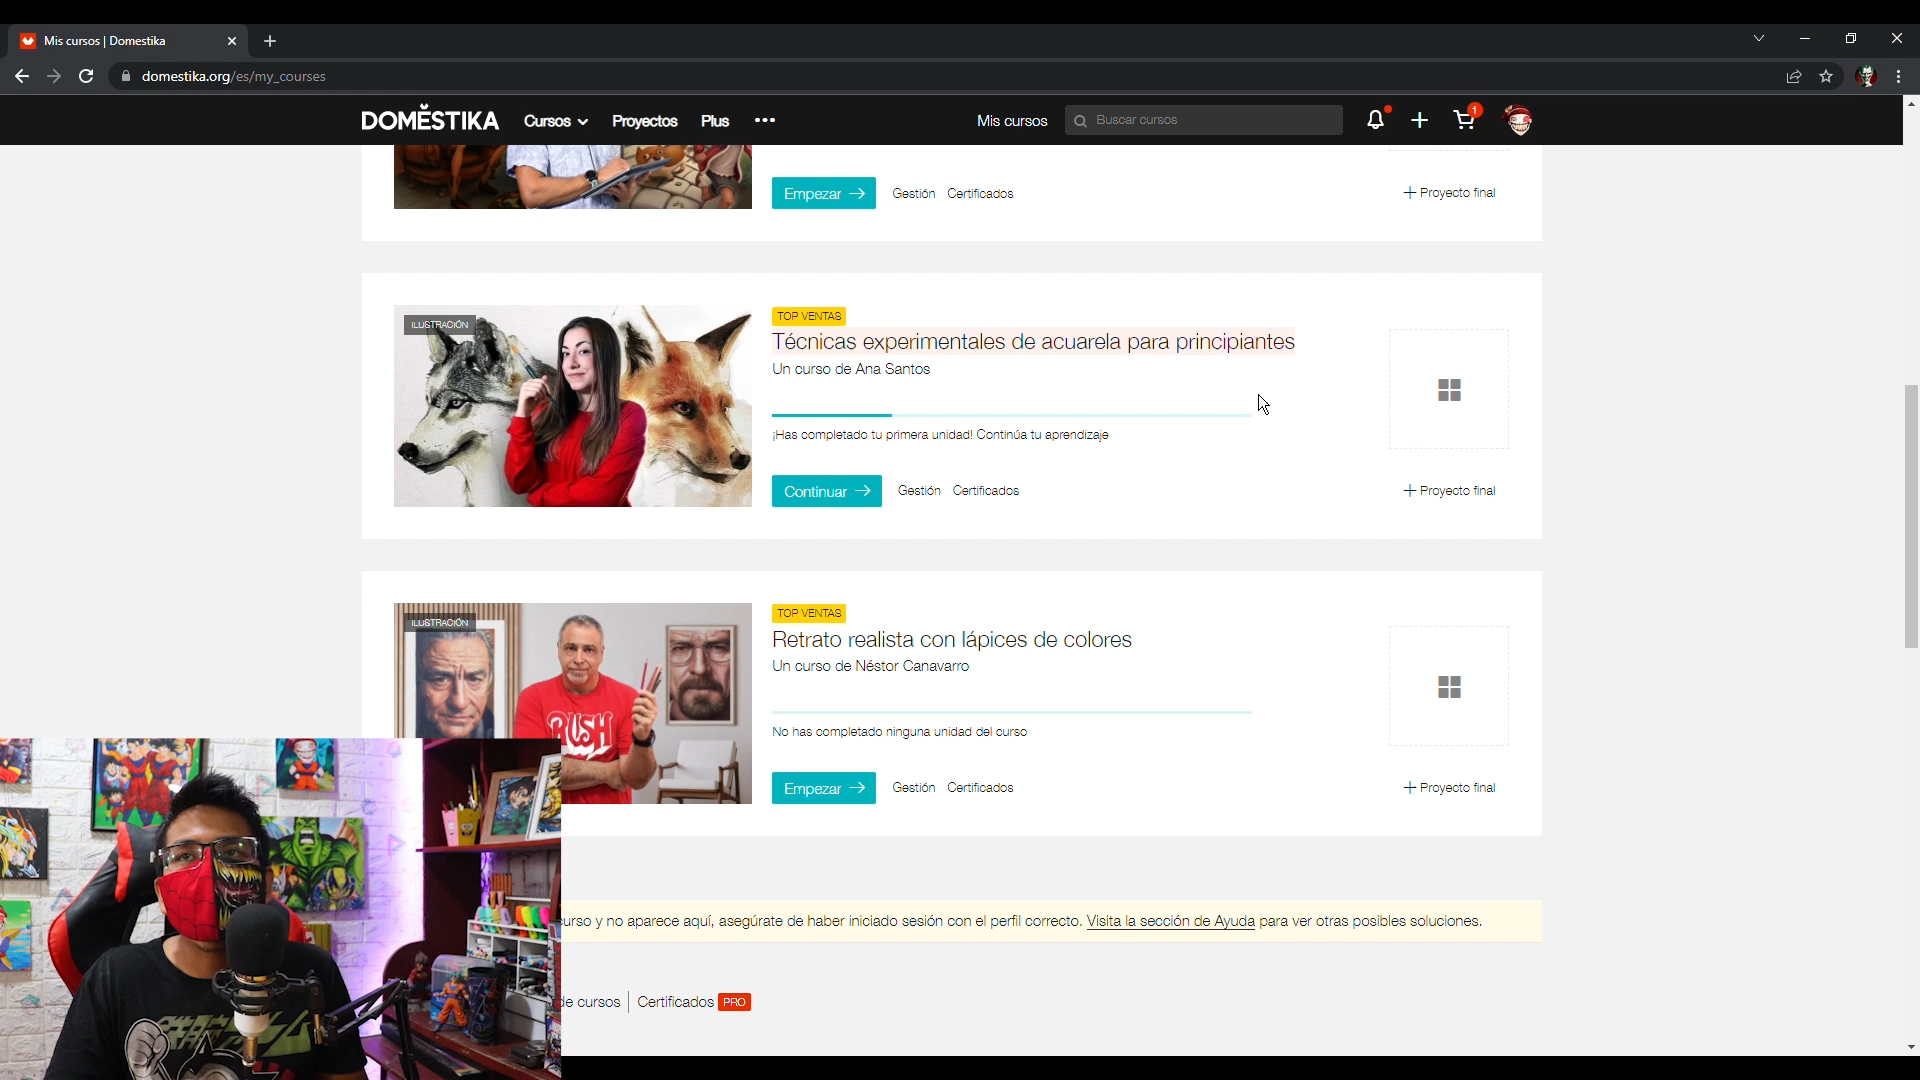 Mis cursos | Domestika
domestika.org/es/my_courses
DOMESTIKA
Cursos
Proyectos
Plus
Mis cursos
Buscar cursos
1
Empezar
Gestión
Certificados
Proyecto final
ILUSTRACIÓN
TOP VENTAS
Técnicas experimentales de acuarela para principiantes
Un curso de Ana Santos
¡Has completado tu primera unidad! Continúa tu aprendizaje
Continuar
Gestión
Certificados
Proyecto final
ILUSTRACIÓN
TOP VENTAS
Retrato realista con lápices de colores
Un curso de Néstor Canavarro
RUSH
No has completado ninguna unidad del curso
Empezar
Gestión
Certificados
Proyecto final
curso y no aparece aquí, asegúrate de haber iniciado sesión con el perfil correcto. Visita la sección de Ayuda para ver otras posibles soluciones.
de cursos
Certificados PRO